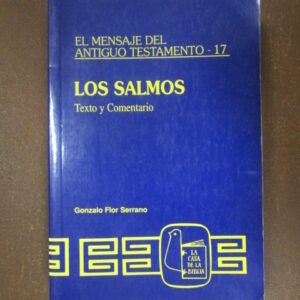 EL MENSAJE DEL
ANTIGUO TESTAMENTO - 17
LOS SALMOS
Texto y Comentario
Gonzalo Flor Serrano
LA
CASA
DE LA
BIBLIA